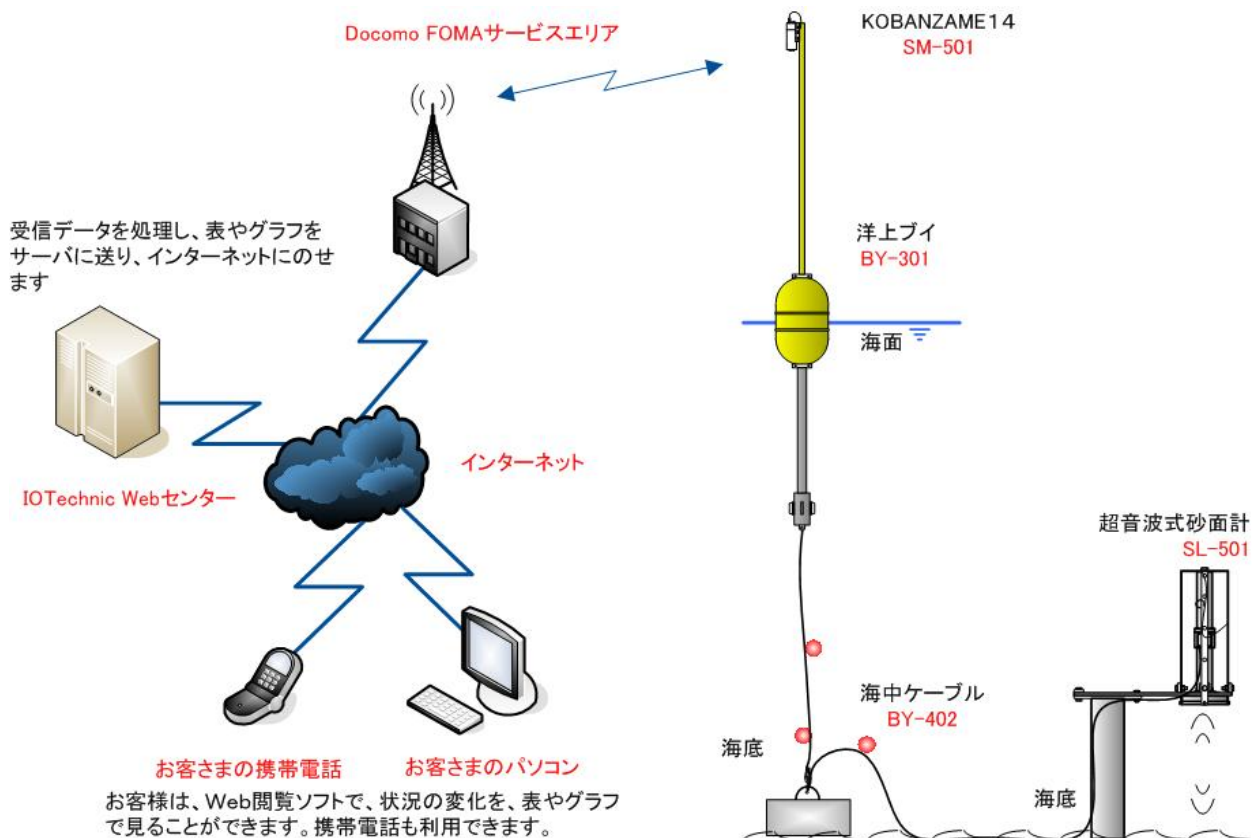 Docomo FOMAサービスエリア
KOBANZAME14
SM-501
受信データを処理し、表やグラフを
サーバに送り、インターネットにのせ
ます
洋上ブイ
BY-301
海面
IOTechnic Webセンター
インターネット
超音波式砂面計
SL-501
海中ケーブル
BY-402
海底
海底
お客さまの携帯電話
お客さまのパソコン
お客様は、Web閲覧ソフトで、状況の変化を、表やグラフ
で見ることができます。携帯電話も利用できます。